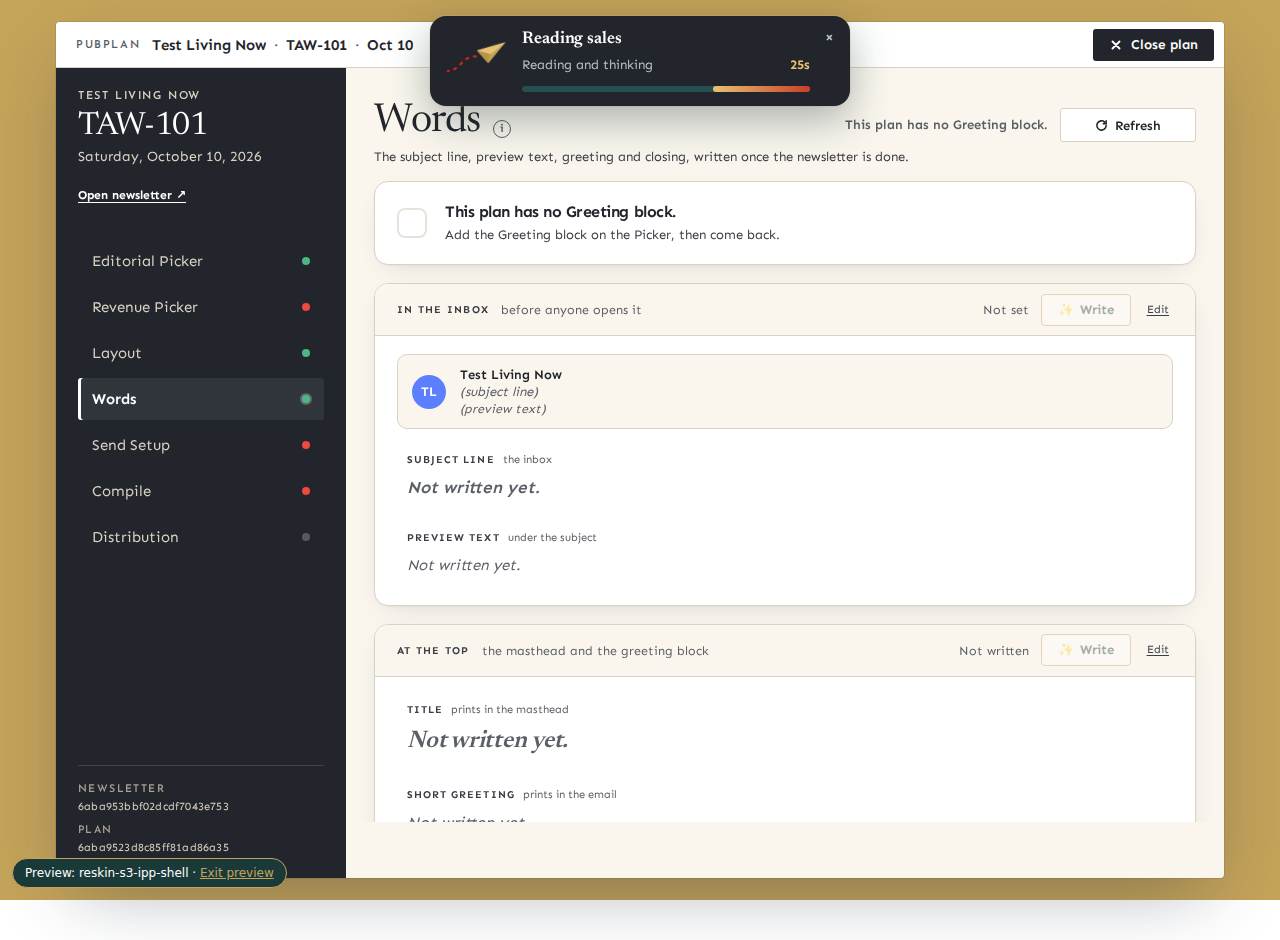 PUBPLAN Test Living Now · TAW-101 · Oct 10
Reading sales
×
Reading and thinking 25s
Close plan
TEST LIVING NOW
TAW-101
Saturday, October 10, 2026
Open newsletter ↗
Editorial Picker
Revenue Picker
Layout
Words
Send Setup
Compile
Distribution
NEWSLETTER
6aba953bbf02dcdf7043e753
PLAN
6aba9523d8c85ff81ad86a35
Preview: reskin-s3-ipp-shell · Exit preview
Words i
This plan has no Greeting block. Refresh
The subject line, preview text, greeting and closing, written once the newsletter is done.
This plan has no Greeting block.
Add the Greeting block on the Picker, then come back.
IN THE INBOX before anyone opens it Not set ✨ Write Edit
TL
Test Living Now
(subject line)
(preview text)
SUBJECT LINE the inbox
Not written yet.
PREVIEW TEXT under the subject
Not written yet.
AT THE TOP the masthead and the greeting block Not written ✨ Write Edit
TITLE prints in the masthead
Not written yet.
SHORT GREETING prints in the email
Not written yet.